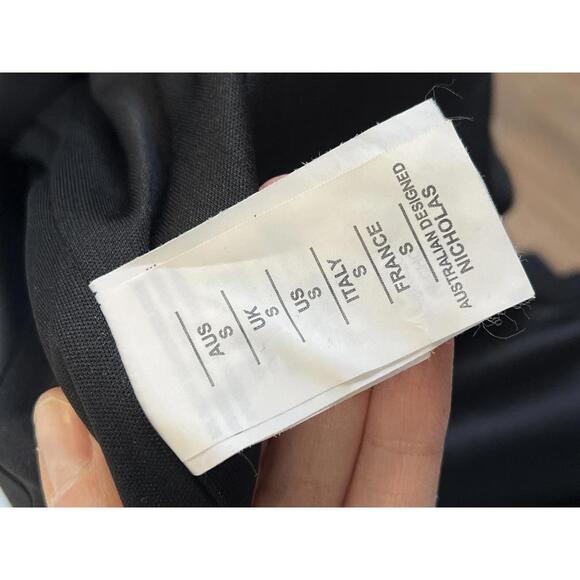 AUS
S
UK
S
US
S
ITALY
S
FRANCE
S
AUSTRALIAN DESIGNED
NICHOLAS